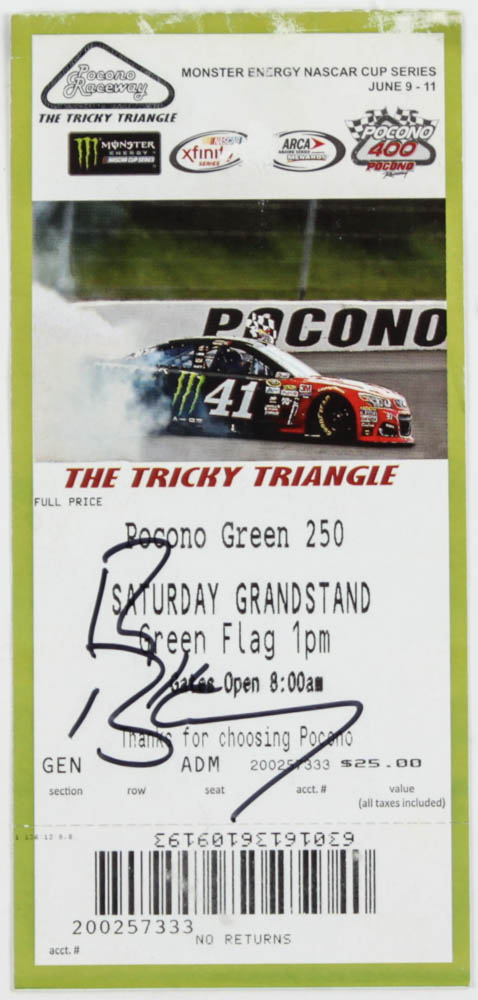 Pocono
Raceway
THE TRICKY TRIANGLE
MONSTER ENERGY NASCAR CUP SERIES
JUNE 9 - 11
MONSTER
ENERGY
NASCAR CUP SERIES
NASCAR
xfinity
SERIES
ARCA
RACING SERIES
MENARDS
POCONO
400
POCONO
Raceway
POCONO
41
THE TRICKY TRIANGLE
FULL PRICE
Pocono Green 250
SATURDAY GRANDSTAND
Green Flag 1pm
Gates Open 8:00am
Thanks for choosing Pocono
GEN ADM 200257333 $25.00
section row seat acct. # value
(all taxes included)
63016136109193
200257333
NO RETURNS
acct. #